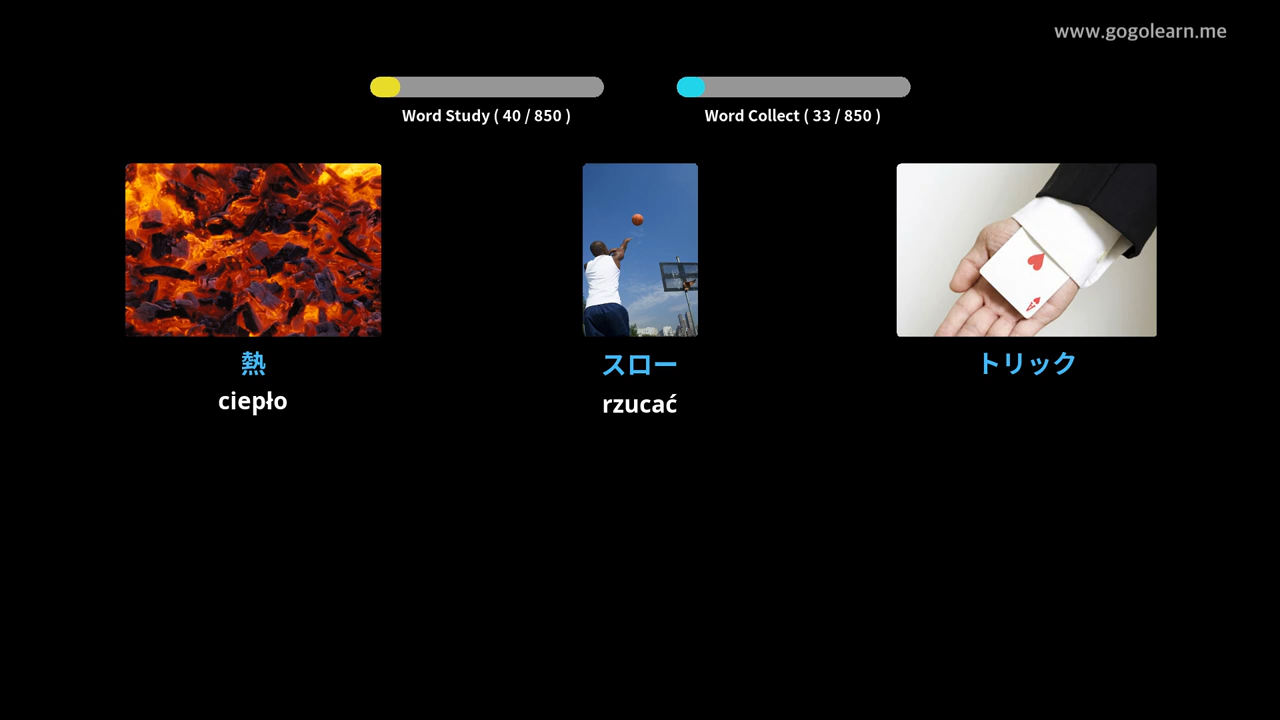 www.gogolearn.me
Word Study ( 40 / 850 )
Word Collect ( 33 / 850 )
熱
ciepło
スロー
rzucać
トリック